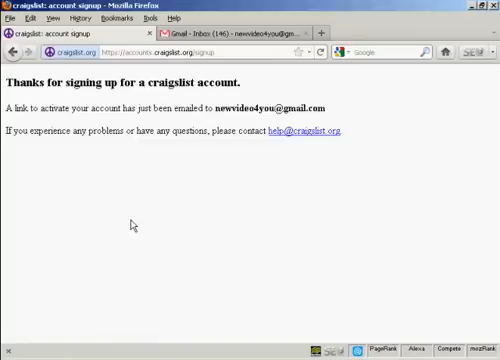 craigslist: account signup - Mozilla Firefox
File Edit View History Bookmarks Tools Help
craigslist: account signup × Gmail - Inbox (146) - newvideo4you@gm... × +
craigslist.org https://accounts.craigslist.org/signup Google
Thanks for signing up for a craigslist account.
A link to activate your account has just been emailed to newvideo4you@gmail.com
If you experience any problems or have any questions, please contact help@craigslist.org.
× PageRank Alexa Compete mozRank